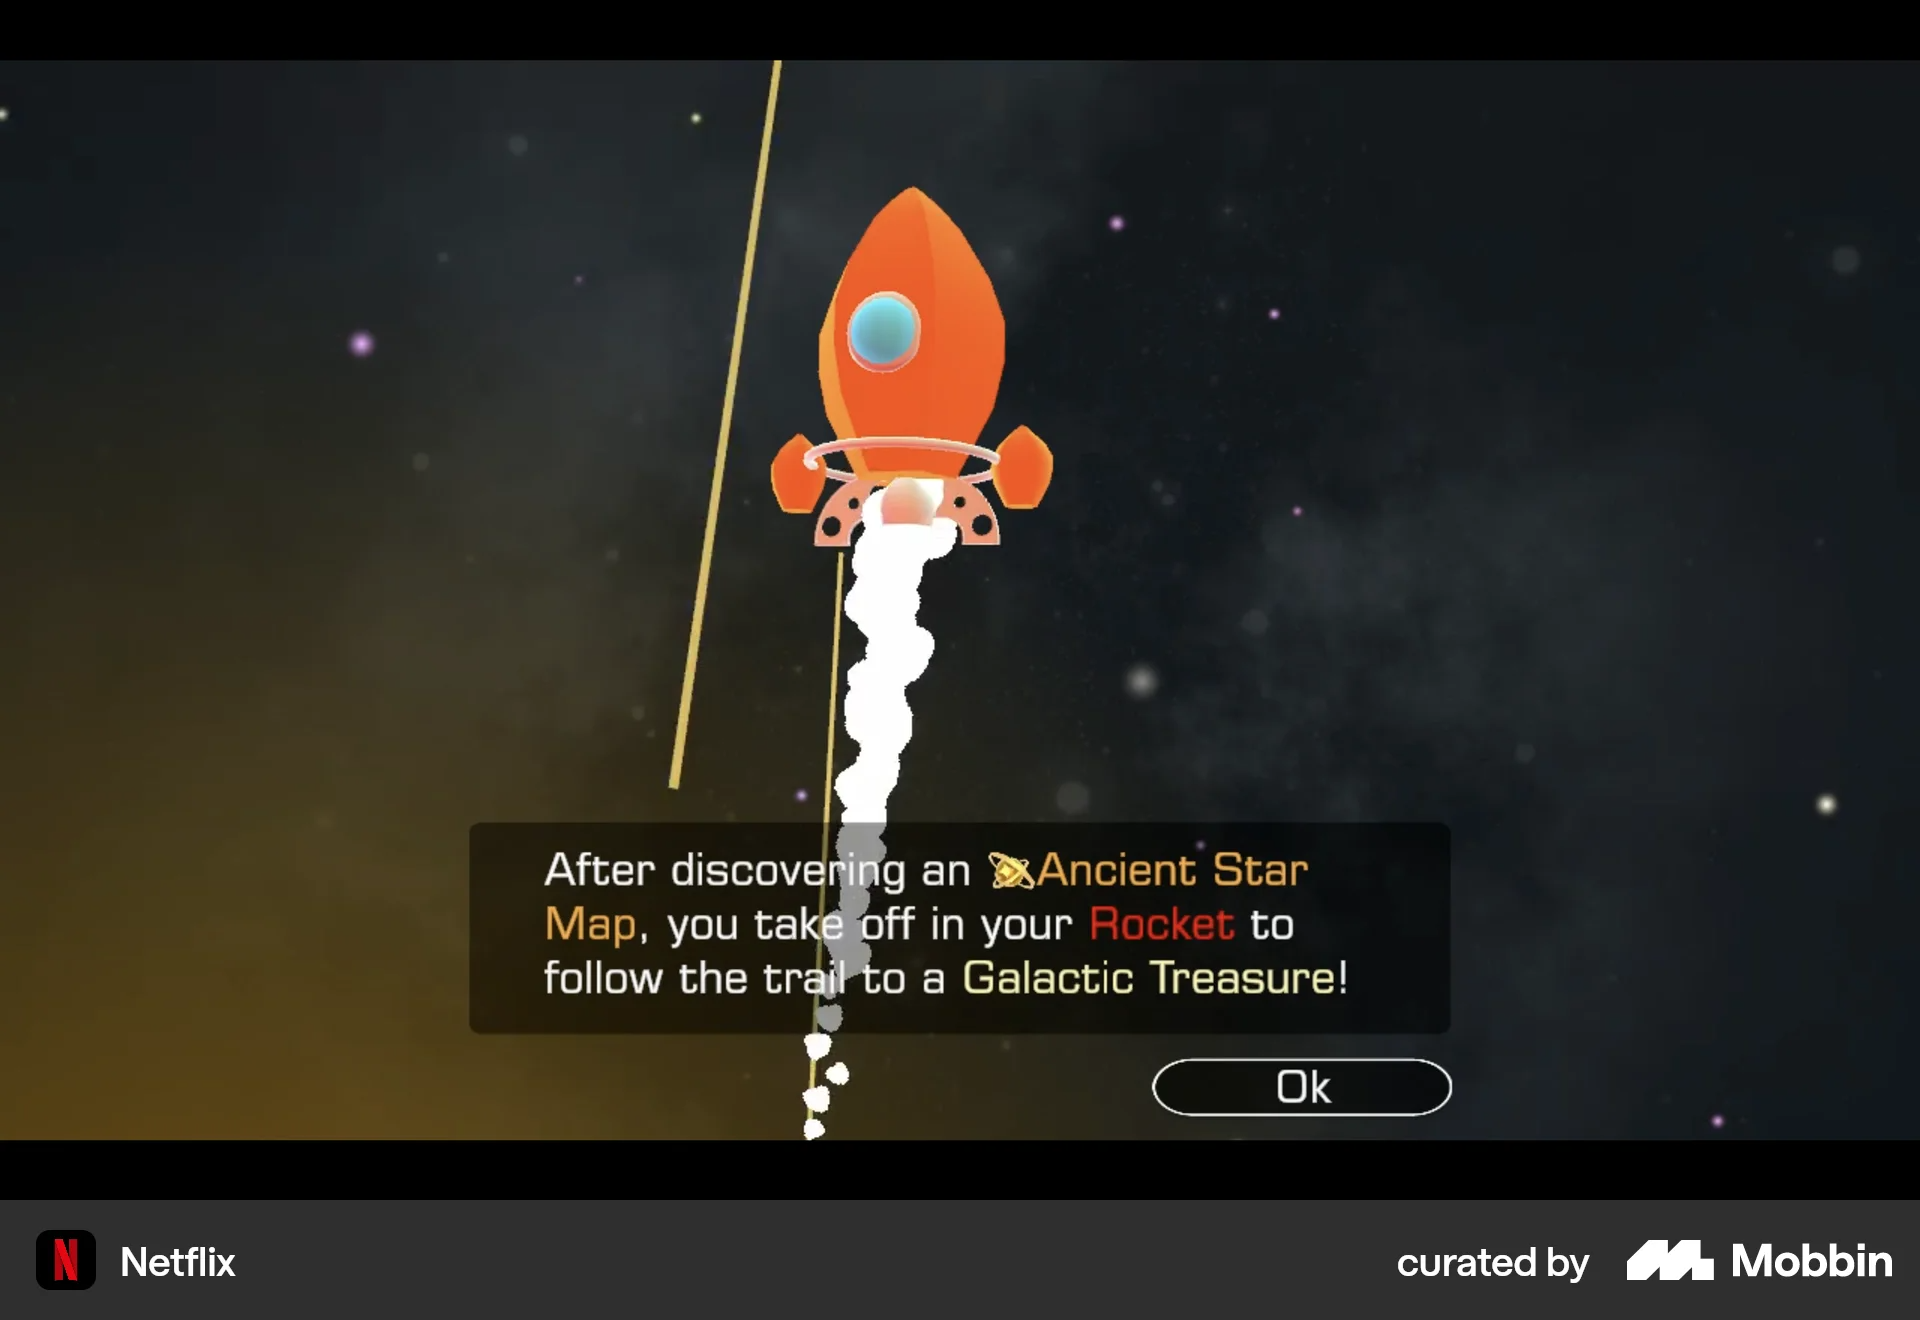 After discovering an Ancient Star
Map, you take off in your Rocket to
follow the trail to a Galactic Treasure!
Ok
Netflix
curated by Mobbin